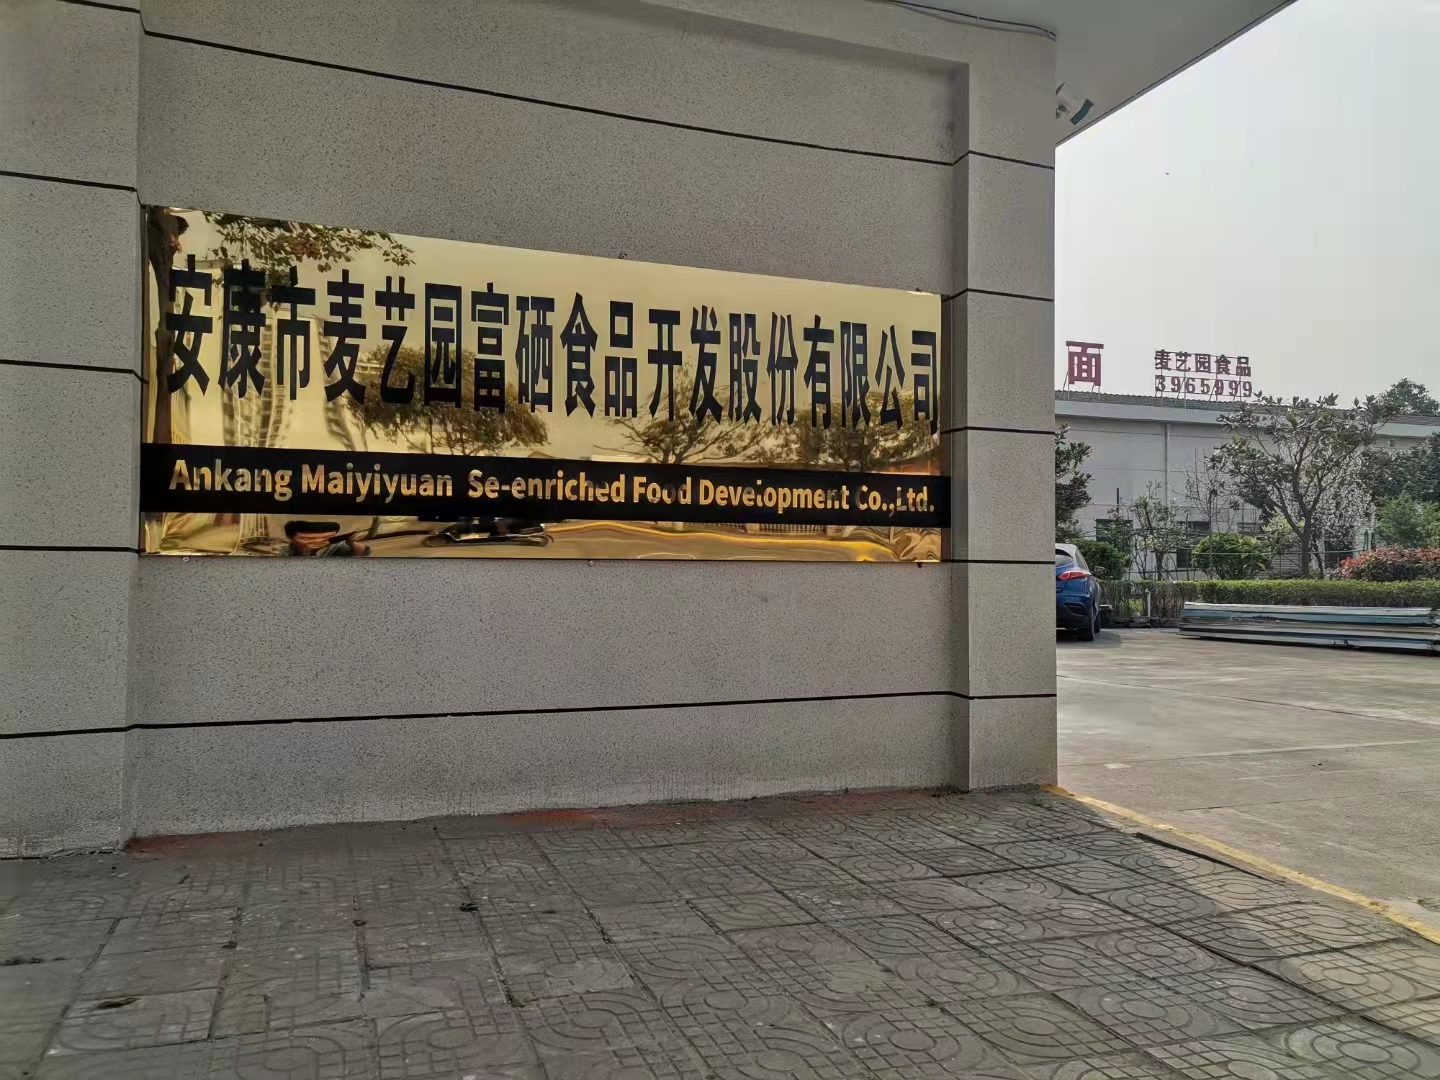 安康市麦艺园富硒食品开发股份有限公司
Ankang Maiyiyuan Se-enriched Food Development Co.,Ltd.
面
麦艺园食品
3965999